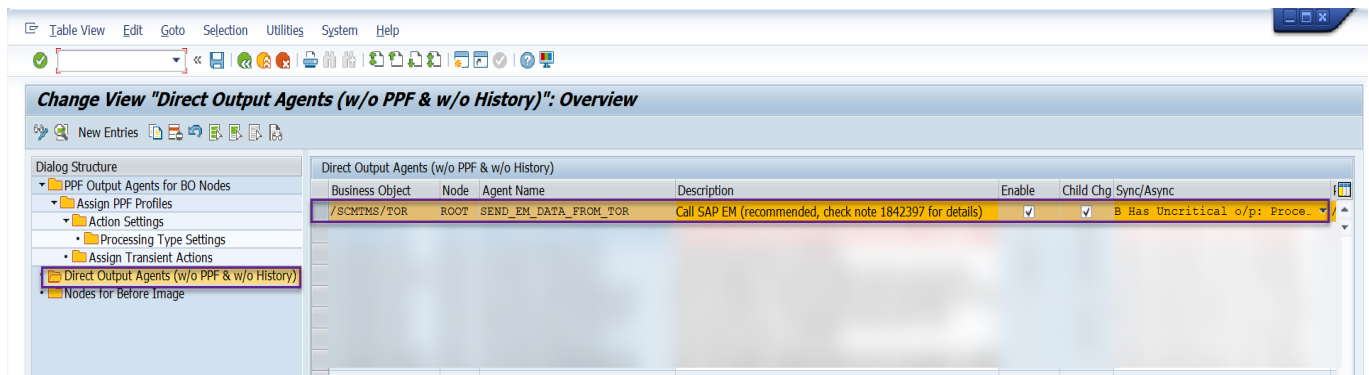 Table View Edit Goto Selection Utilities System Help
Change View "Direct Output Agents (w/o PPF & w/o History)": Overview
New Entries
Dialog Structure
PPF Output Agents for BO Nodes
Assign PPF Profiles
Action Settings
Processing Type Settings
Assign Transient Actions
Direct Output Agents (w/o PPF & w/o History)
Nodes for Before Image
Direct Output Agents (w/o PPF & w/o History)
Business Object Node Agent Name Description Enable Child Chg Sync/Async
/SCMTMS/TOR ROOT SEND_EM_DATA_FROM_TOR Call SAP EM (recommended, check note 1842397 for details) B Has Uncritical o/p: Proce… /